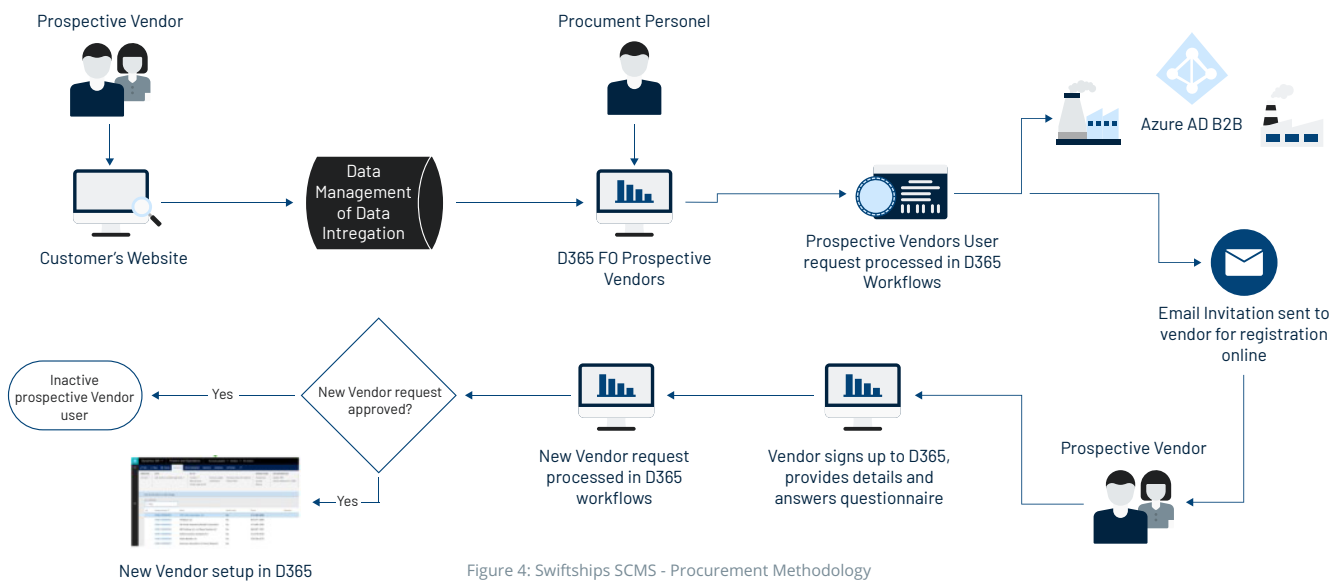 Prospective Vendor
Procument Personel
Azure AD B2B
Data
Management
of Data
Intregation
Customer's Website
D365 FO Prospective
Vendors
Prospective Vendors User
request processed in D365
Workflows
Email Invitation sent to
vendor for registration
online
Inactive
prospective Vendor
user
Yes
New Vendor request
approved?
Yes
New Vendor setup in D365
New Vendor request
processed in D365
workflows
Vendor signs up to D365,
provides details and
answers questionnaire
Prospective Vendor
Figure 4: Swiftships SCMS - Procurement Methodology